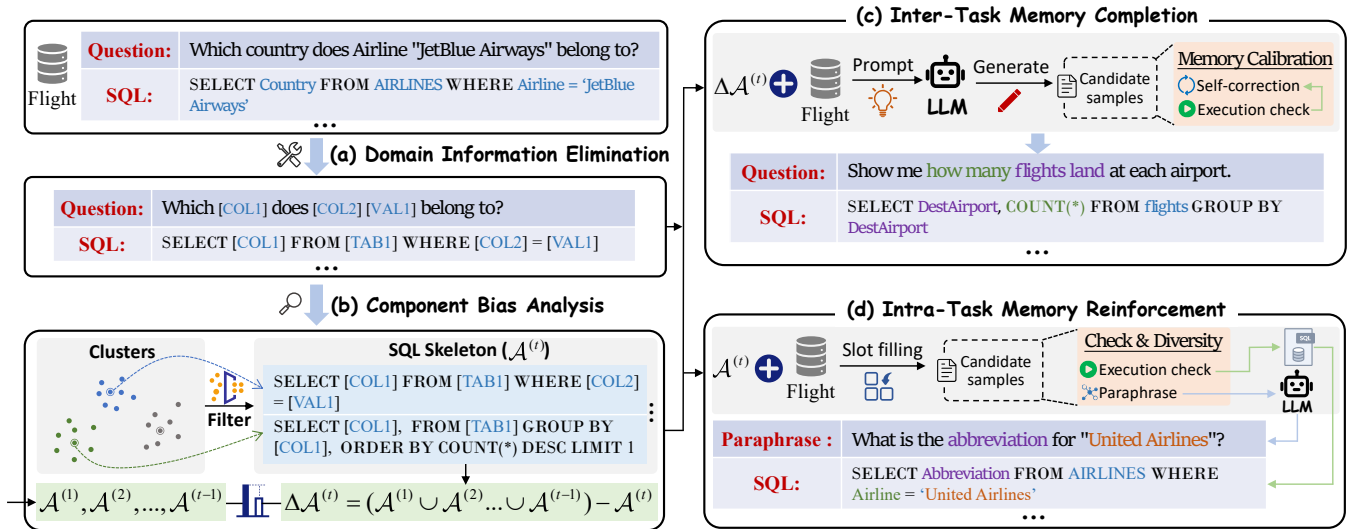 Flight
Question: Which country does Airline "JetBlue Airways" belong to?
SQL: SELECT Country FROM AIRLINES WHERE Airline = ‘JetBlue
Airways’
...
(a) Domain Information Elimination
Question: Which [COL1] does [COL2] [VAL1] belong to?
SQL: SELECT [COL1] FROM [TAB1] WHERE [COL2] = [VAL1]
...
(b) Component Bias Analysis
Clusters
Filter
SQL Skeleton (𝒜^(t))
SELECT [COL1] FROM [TAB1] WHERE [COL2]
= [VAL1]
SELECT [COL1], FROM [TAB1] GROUP BY
[COL1], ORDER BY COUNT(*) DESC LIMIT 1
⋮
𝒜^(1), 𝒜^(2), ..., 𝒜^(t−1)
Δ𝒜^(t) = (𝒜^(1) ∪ 𝒜^(2) ... ∪ 𝒜^(t−1)) − 𝒜^(t)
(c) Inter-Task Memory Completion
Δ𝒜^(t)
Flight
Prompt
LLM
Generate
Candidate
samples
Memory Calibration
Self-correction
Execution check
Question: Show me how many flights land at each airport.
SQL: SELECT DestAirport, COUNT(*) FROM flights GROUP BY
DestAirport
...
(d) Intra-Task Memory Reinforcement
𝒜^(t)
Flight
Slot filling
Candidate
samples
Check & Diversity
Execution check
Paraphrase
SQL
LLM
Paraphrase : What is the abbreviation for "United Airlines"?
SQL: SELECT Abbreviation FROM AIRLINES WHERE
Airline = ‘United Airlines’
...